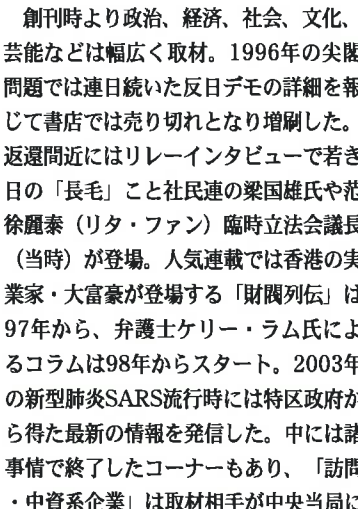 創刊時より政治、経済、社会、文化、
芸能などは幅広く取材。1996年の尖閣
問題では連日続いた反日デモの詳細を報
じて書店では売り切れとなり増刷した。
返還間近にはリレーインタビューで若き
日の「長毛」こと社民連の梁国雄氏や范
徐麗泰（リタ・ファン）臨時立法会議長
（当時）が登場。人気連載では香港の実
業家・大富豪が登場する「財閥列伝」は
97年から、弁護士ケリー・ラム氏によ
るコラムは98年からスタート。2003年
の新型肺炎SARS流行時には特区政府か
ら得た最新の情報を発信した。中には諸
事情で終了したコーナーもあり、「訪問
・中資系企業」は取材相手が中央当局に